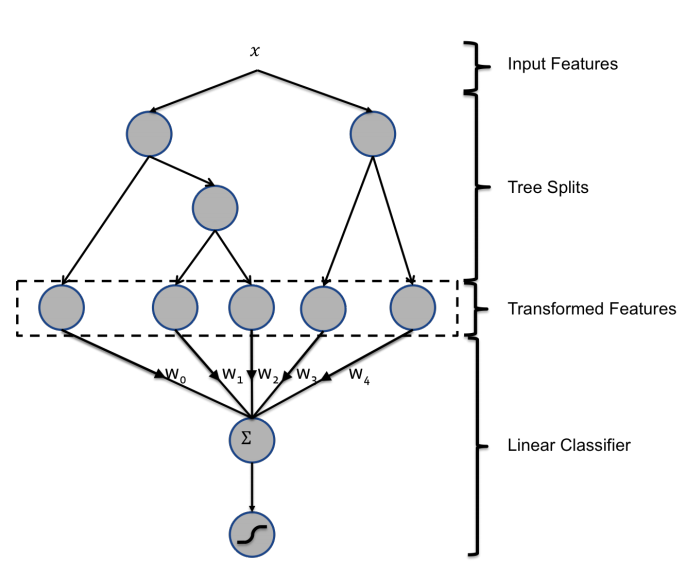 x
Input Features
Tree Splits
Transformed Features
W0 W1 W2 W3 W4
Σ
Linear Classifier